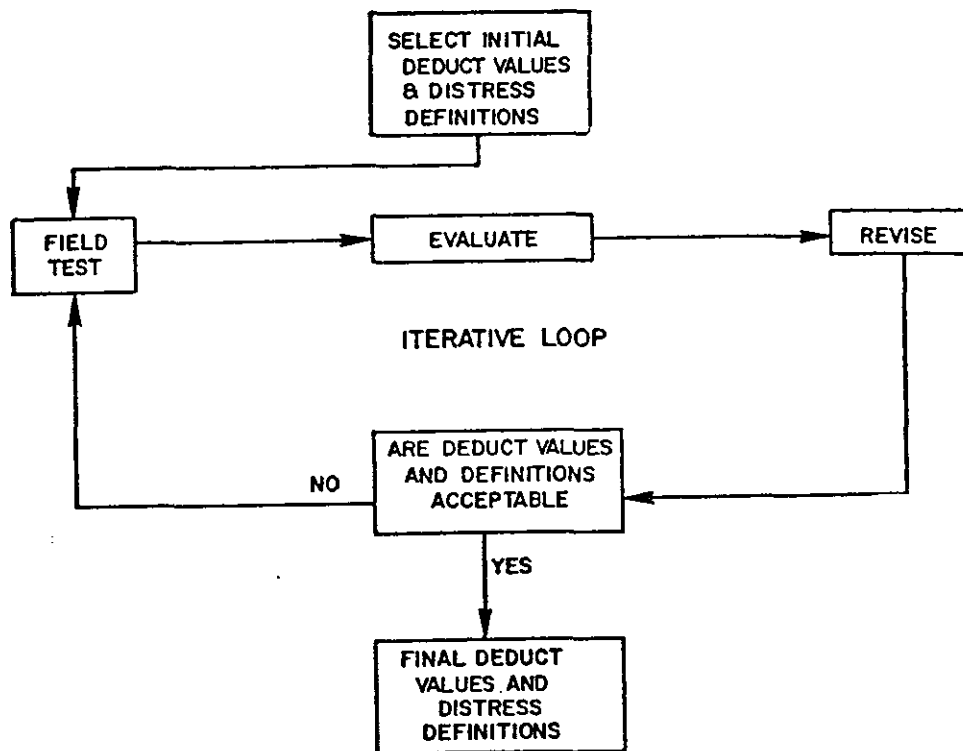 SELECT INITIAL
DEDUCT VALUES
& DISTRESS
DEFINITIONS
FIELD
TEST
EVALUATE
REVISE
ITERATIVE LOOP
ARE DEDUCT VALUES
AND DEFINITIONS
ACCEPTABLE
NO
YES
FINAL DEDUCT
VALUES AND
DISTRESS
DEFINITIONS